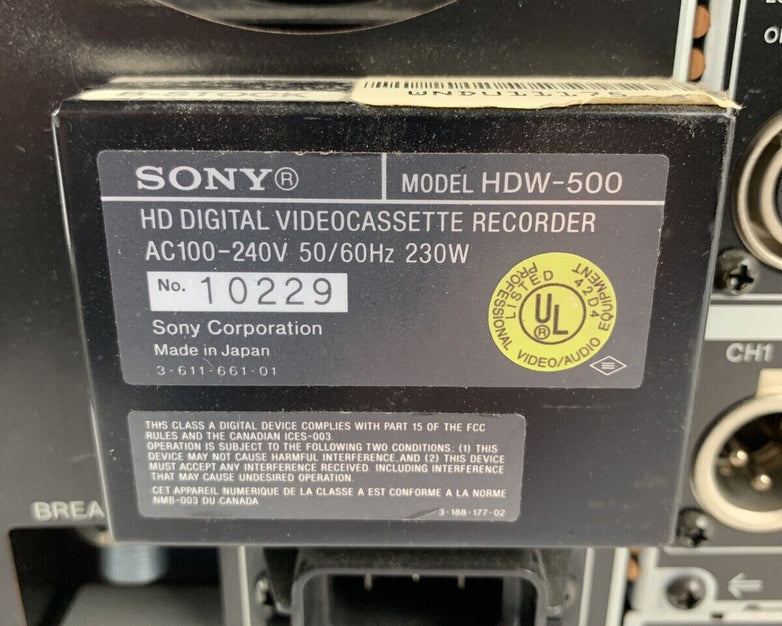 SONY®
MODEL HDW-500
HD DIGITAL VIDEOCASSETTE RECORDER
AC100-240V 50/60Hz 230W
No. 10229
Sony Corporation
Made in Japan
3-611-661-01
LISTED 42D4
UL®
PROFESSIONAL VIDEO/AUDIO EQUIPMENT
THIS CLASS A DIGITAL DEVICE COMPLIES WITH PART 15 OF THE FCC
RULES AND THE CANADIAN ICES-003.
OPERATION IS SUBJECT TO THE FOLLOWING TWO CONDITIONS: (1) THIS
DEVICE MAY NOT CAUSE HARMFUL INTERFERENCE,AND (2) THIS DEVICE
MUST ACCEPT ANY INTERFERENCE RECEIVED, INCLUDING INTERFERENCE
THAT MAY CAUSE UNDESIRED OPERATION.
CET APPAREIL NUMERIQUE DE LA CLASSE A EST CONFORME A LA NORME
NMB-003 DU CANADA
3-188-177-02
CH1
BREA